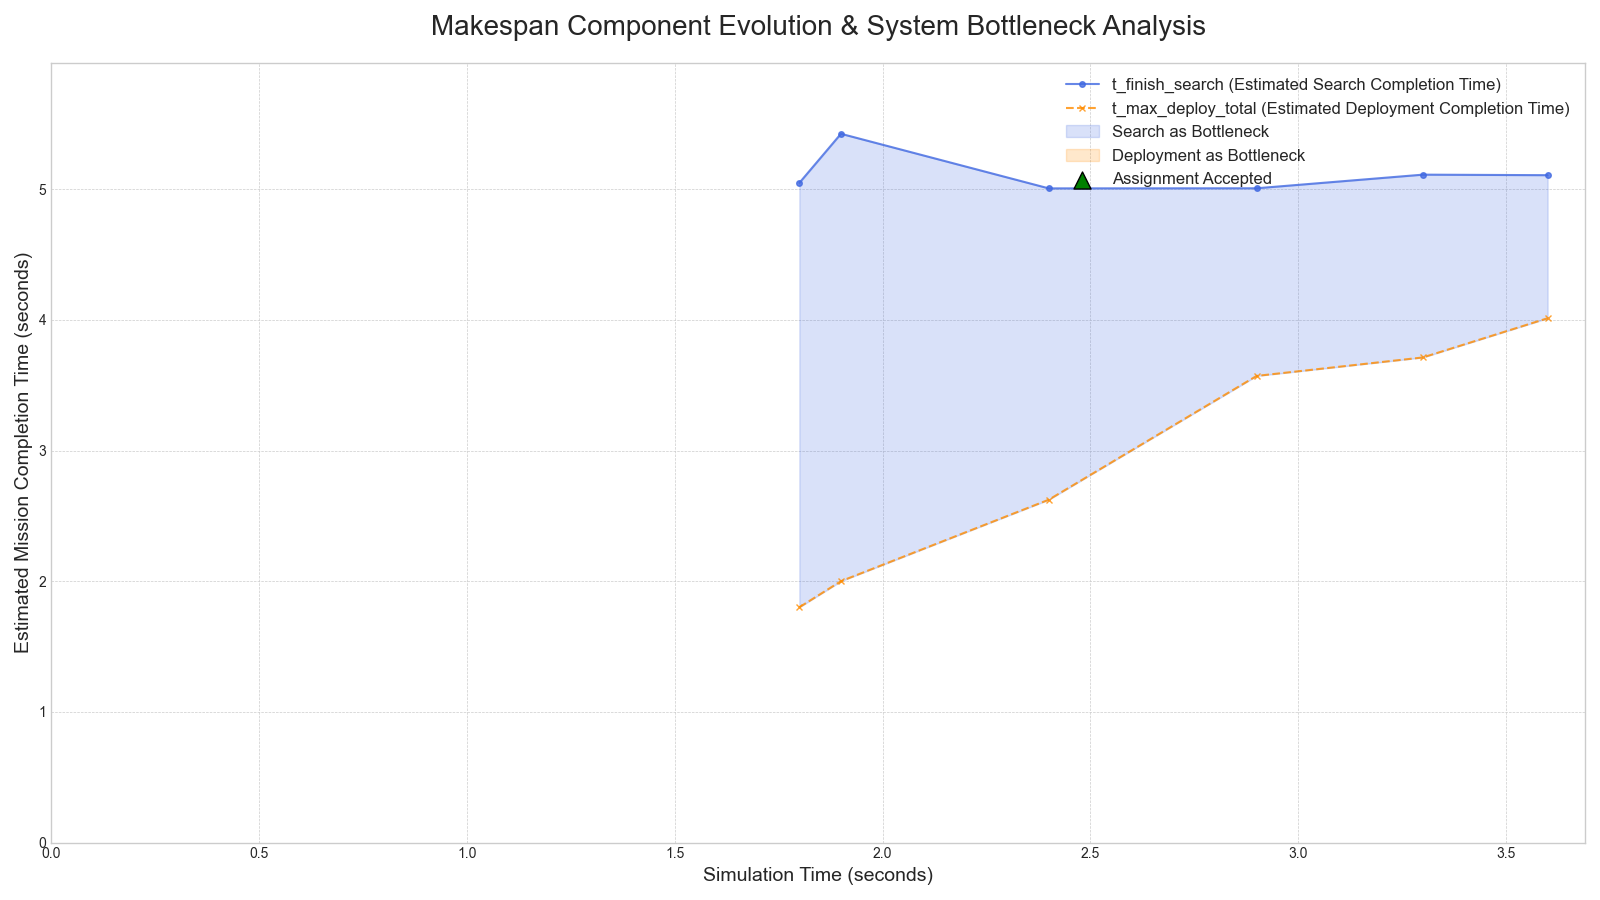 Makespan Component Evolution & System Bottleneck Analysis
t_finish_search (Estimated Search Completion Time)
t_max_deploy_total (Estimated Deployment Completion Time)
Search as Bottleneck
Deployment as Bottleneck
Assignment Accepted
Estimated Mission Completion Time (seconds)
5
4
3
2
1
0
0.0 0.5 1.0 1.5 2.0 2.5 3.0 3.5
Simulation Time (seconds)